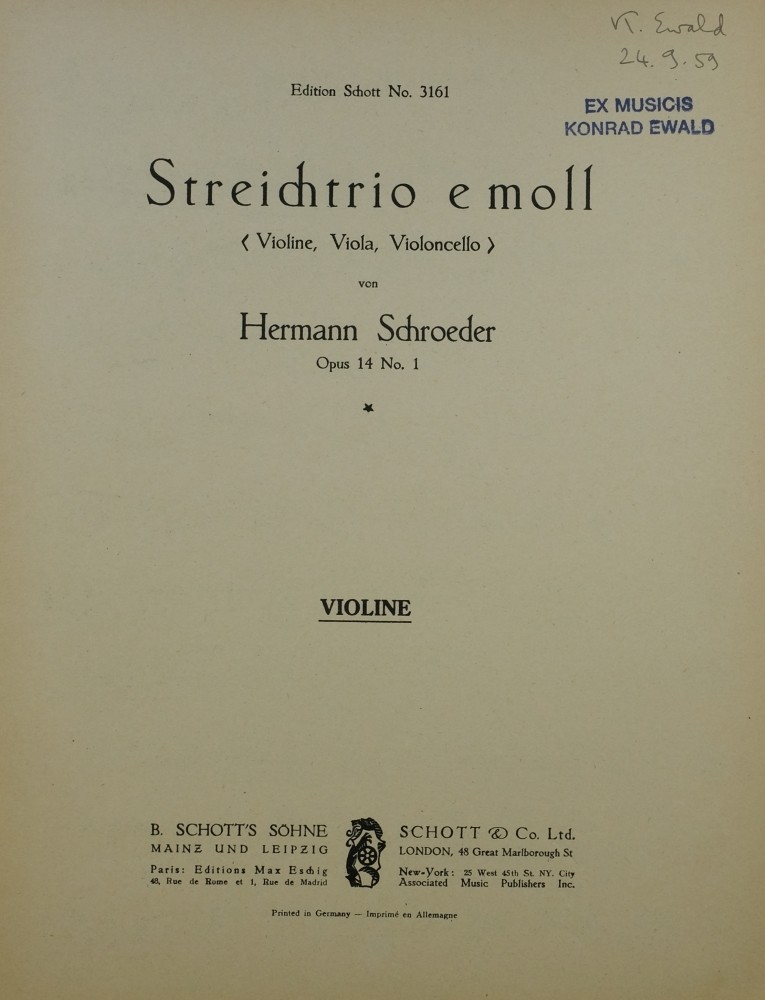 K. Ewald
24. 9. 59
Edition Schott No. 3161
EX MUSICIS
KONRAD EWALD
Streichtrio e moll
⟨ Violine, Viola, Violoncello ⟩
von
Hermann Schroeder
Opus 14 No. 1
VIOLINE
B. SCHOTT'S SÖHNE
MAINZ UND LEIPZIG
Paris: Editions Max Eschig
48, Rue de Rome et 1, Rue de Madrid
SCHOTT & Co. Ltd.
LONDON, 48 Great Marlborough St
New-York: 25 West 45th St. NY. City
Associated Music Publishers Inc.
Printed in Germany — Imprimé en Allemagne